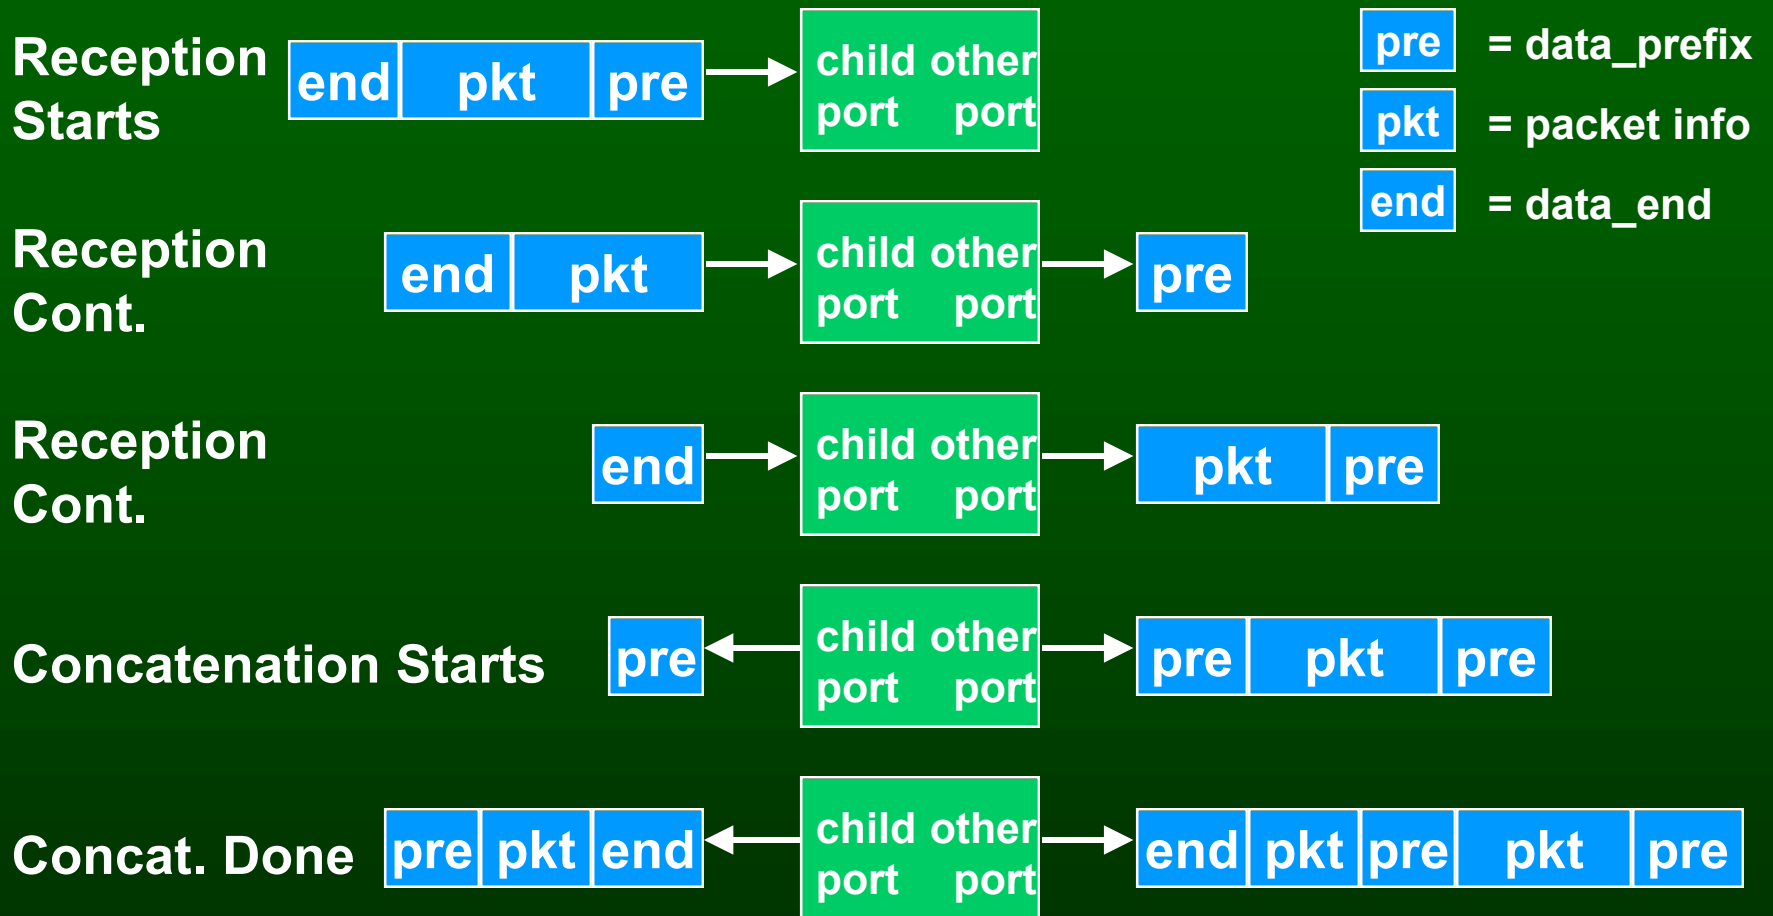 Reception
Starts
end pkt pre
child other
port port
pre = data_prefix
pkt = packet info
end = data_end
Reception
Cont.
end pkt
child other
port port
pre
Reception
Cont.
end
child other
port port
pkt pre
Concatenation Starts
pre
child other
port port
pre pkt pre
Concat. Done
pre pkt end
child other
port port
end pkt pre pkt pre